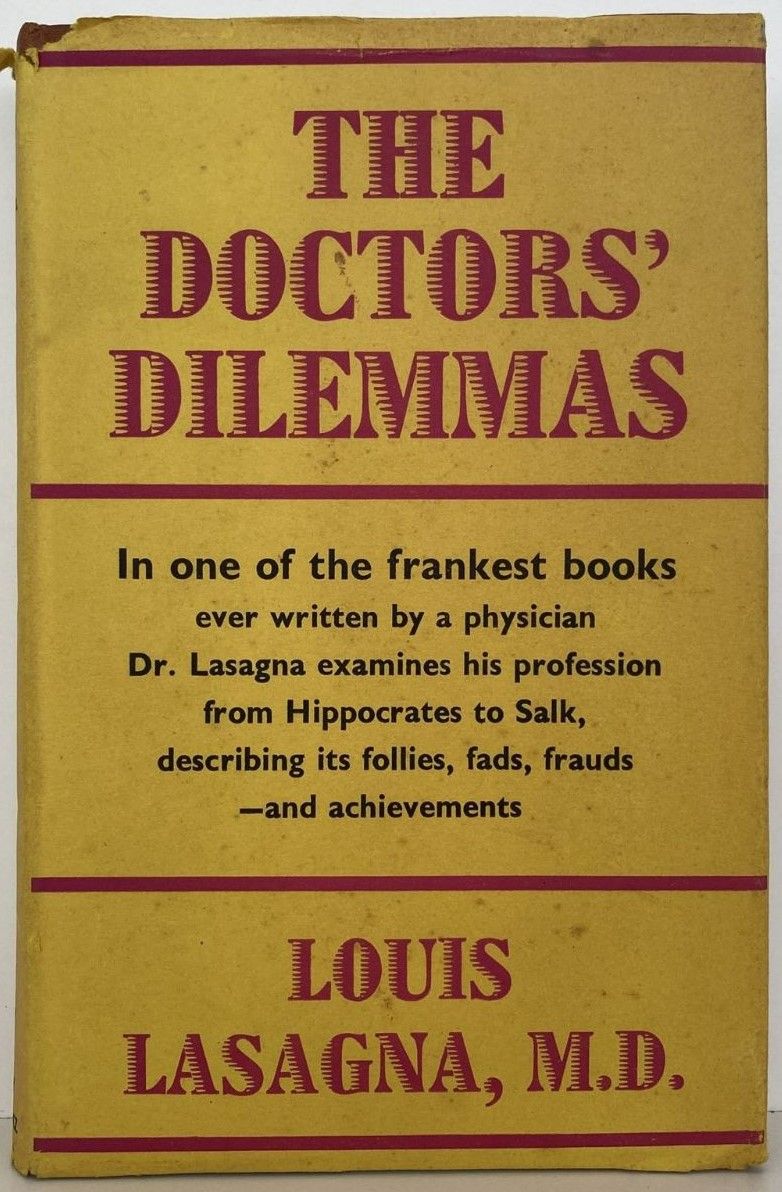 THE
DOCTORS’
DILEMMAS
In one of the frankest books
ever written by a physician
Dr. Lasagna examines his profession
from Hippocrates to Salk,
describing its follies, fads, frauds
—and achievements
LOUIS
LASAGNA, M.D.